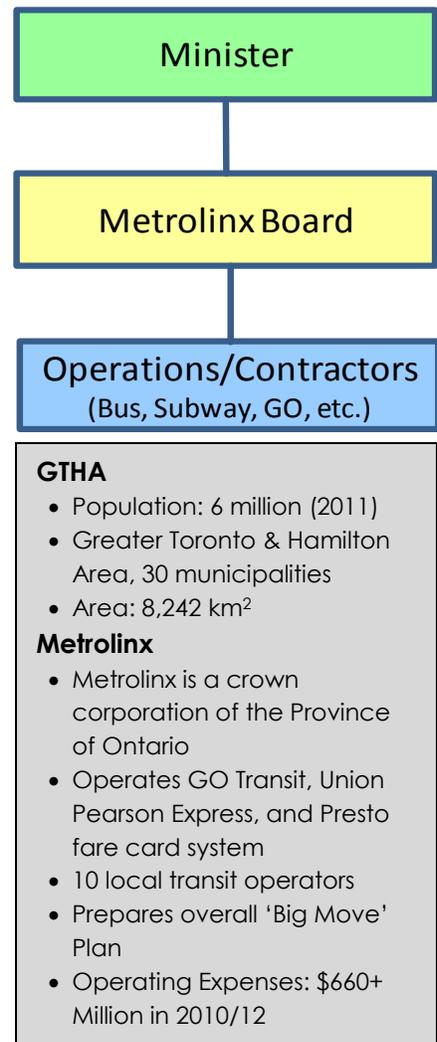 Minister
Metrolinx Board
Operations/Contractors
(Bus, Subway, GO, etc.)
GTHA
• Population: 6 million (2011)
• Greater Toronto & Hamilton
Area, 30 municipalities
• Area: 8,242 km²
Metrolinx
• Metrolinx is a crown
corporation of the Province
of Ontario
• Operates GO Transit, Union
Pearson Express, and Presto
fare card system
• 10 local transit operators
• Prepares overall ‘Big Move’
Plan
• Operating Expenses: $660+
Million in 2010/12